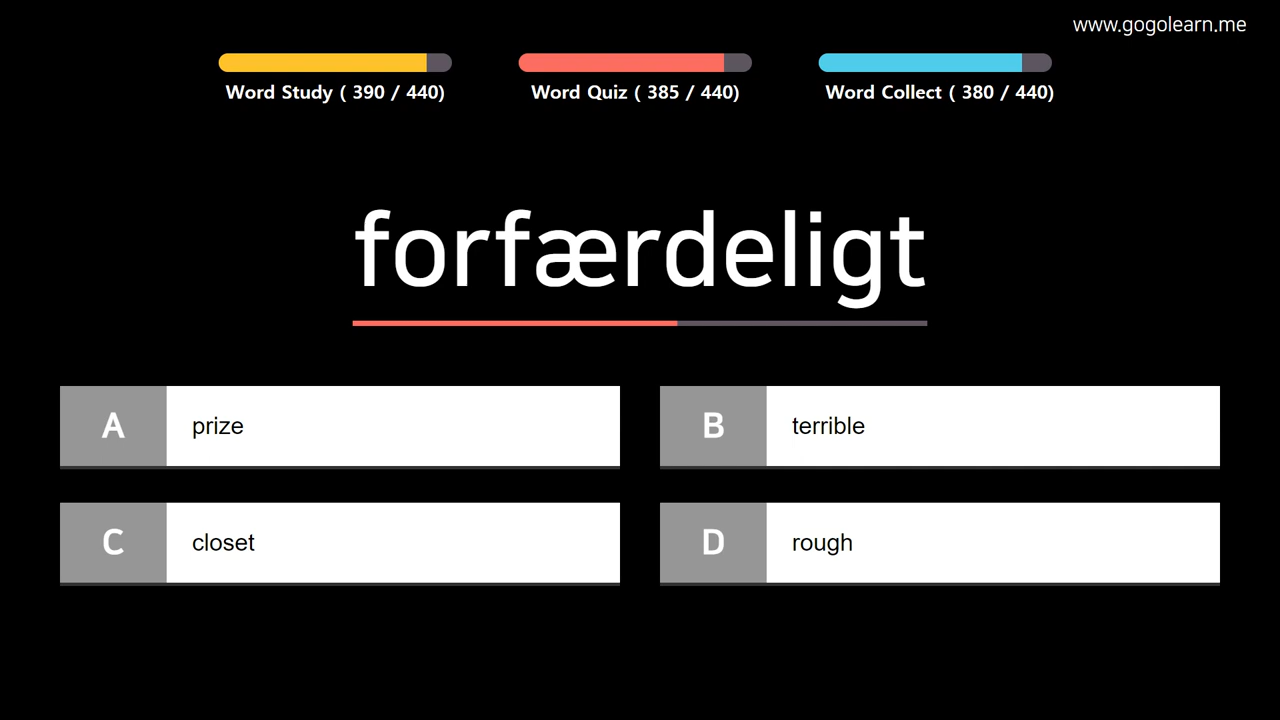 www.gogolearn.me
Word Study ( 390 / 440)
Word Quiz ( 385 / 440)
Word Collect ( 380 / 440)
forfærdeligt
A prize
B terrible
C closet
D rough